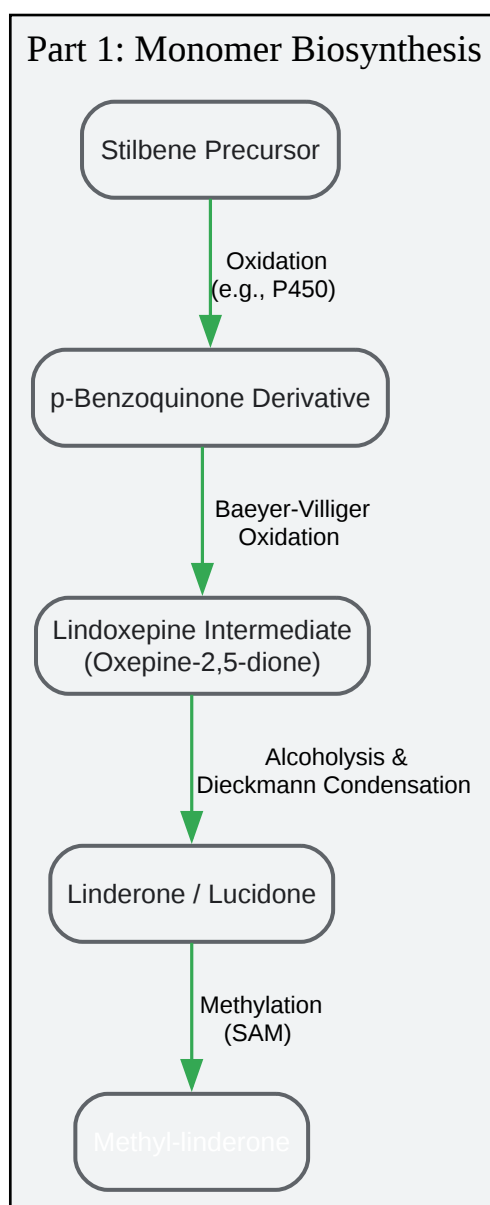 Part 1: Monomer Biosynthesis
Stilbene Precursor
Oxidation
(e.g., P450)
p-Benzoquinone Derivative
Baeyer-Villiger
Oxidation
Lindoxepine Intermediate
(Oxepine-2,5-dione)
Alcoholysis &
Dieckmann Condensation
Linderone / Lucidone
Methylation
(SAM)
Methyl-linderone